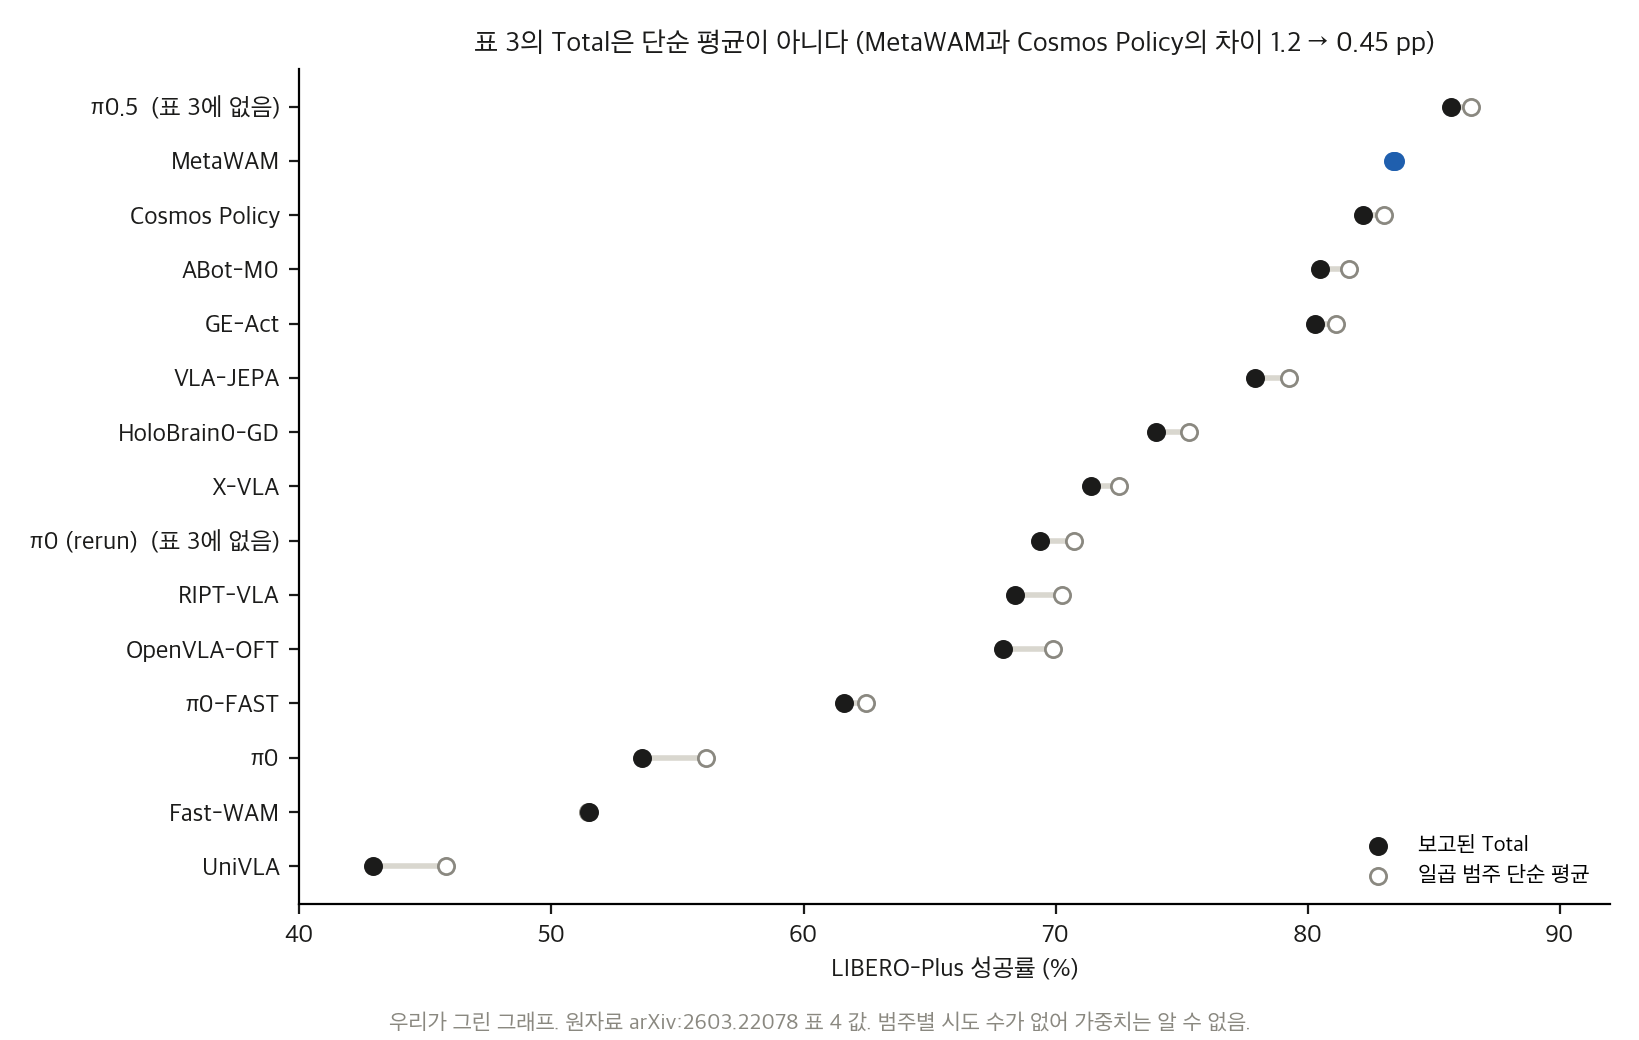 표 3의 Total은 단순 평균이 아니다 (MetaWAM과 Cosmos Policy의 차이 1.2 → 0.45 pp)
π0.5 (표 3에 없음)
MetaWAM
Cosmos Policy
ABot-M0
GE-Act
VLA-JEPA
HoloBrain0-GD
X-VLA
π0 (rerun) (표 3에 없음)
RIPT-VLA
OpenVLA-OFT
π0-FAST
π0
Fast-WAM
UniVLA
보고된 Total
일곱 범주 단순 평균
40 50 60 70 80 90
LIBERO-Plus 성공률 (%)
우리가 그린 그래프. 원자료 arXiv:2603.22078 표 4 값. 범주별 시도 수가 없어 가중치는 알 수 없음.